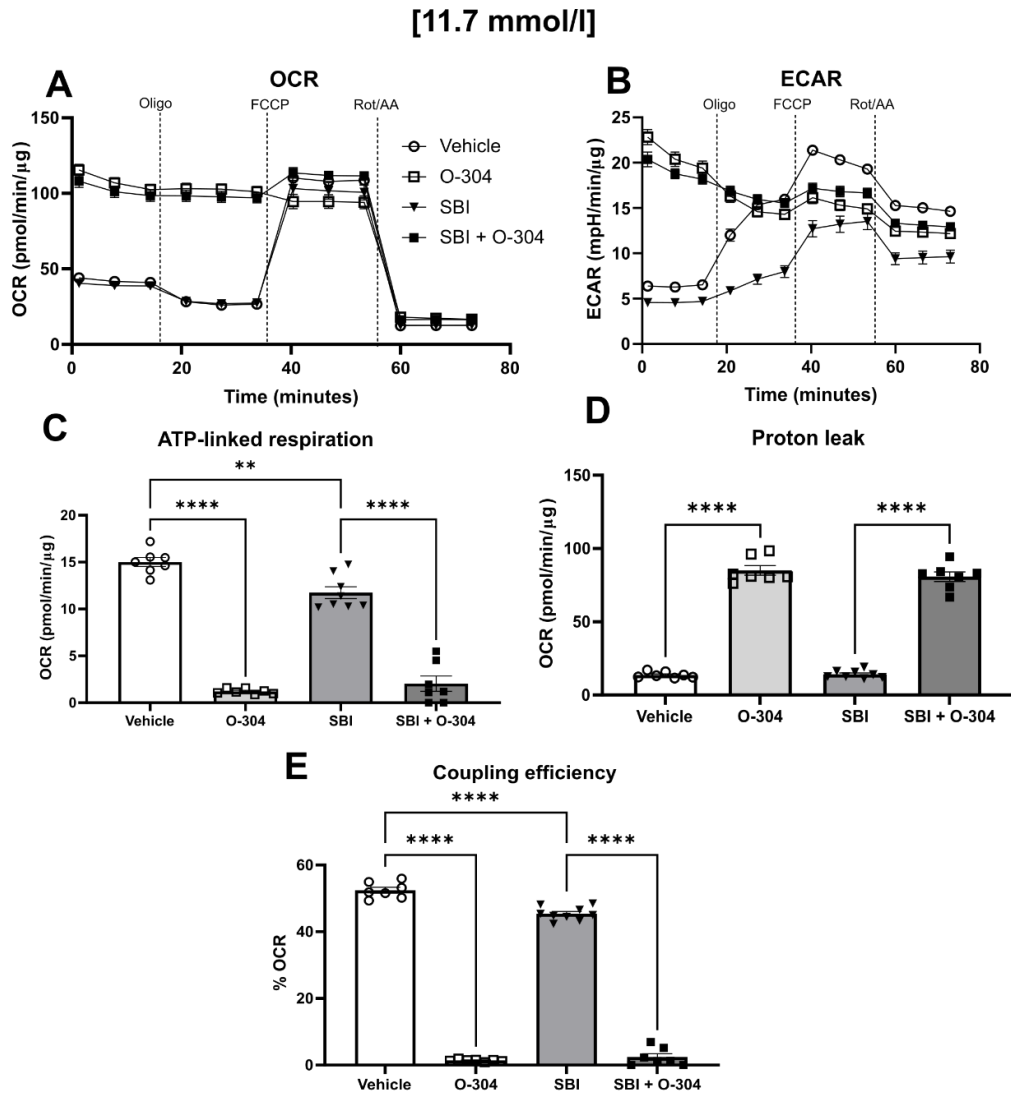 [11.7 mmol/l]
A
OCR
Oligo
FCCP
Rot/AA
OCR (pmol/min/µg)
150
100
50
0
0
20
40
60
80
Time (minutes)
Vehicle
O-304
SBI
SBI + O-304
B
ECAR
Oligo
FCCP
Rot/AA
ECAR (mpH/min/µg)
25
20
15
10
5
0
0
20
40
60
80
Time (minutes)
C
ATP-linked respiration
**
****
****
OCR (pmol/min/µg)
20
15
10
5
0
Vehicle
O-304
SBI
SBI + O-304
D
Proton leak
****
****
OCR (pmol/min/µg)
150
100
50
0
Vehicle
O-304
SBI
SBI + O-304
E
Coupling efficiency
****
****
****
% OCR
60
40
20
0
Vehicle
O-304
SBI
SBI + O-304